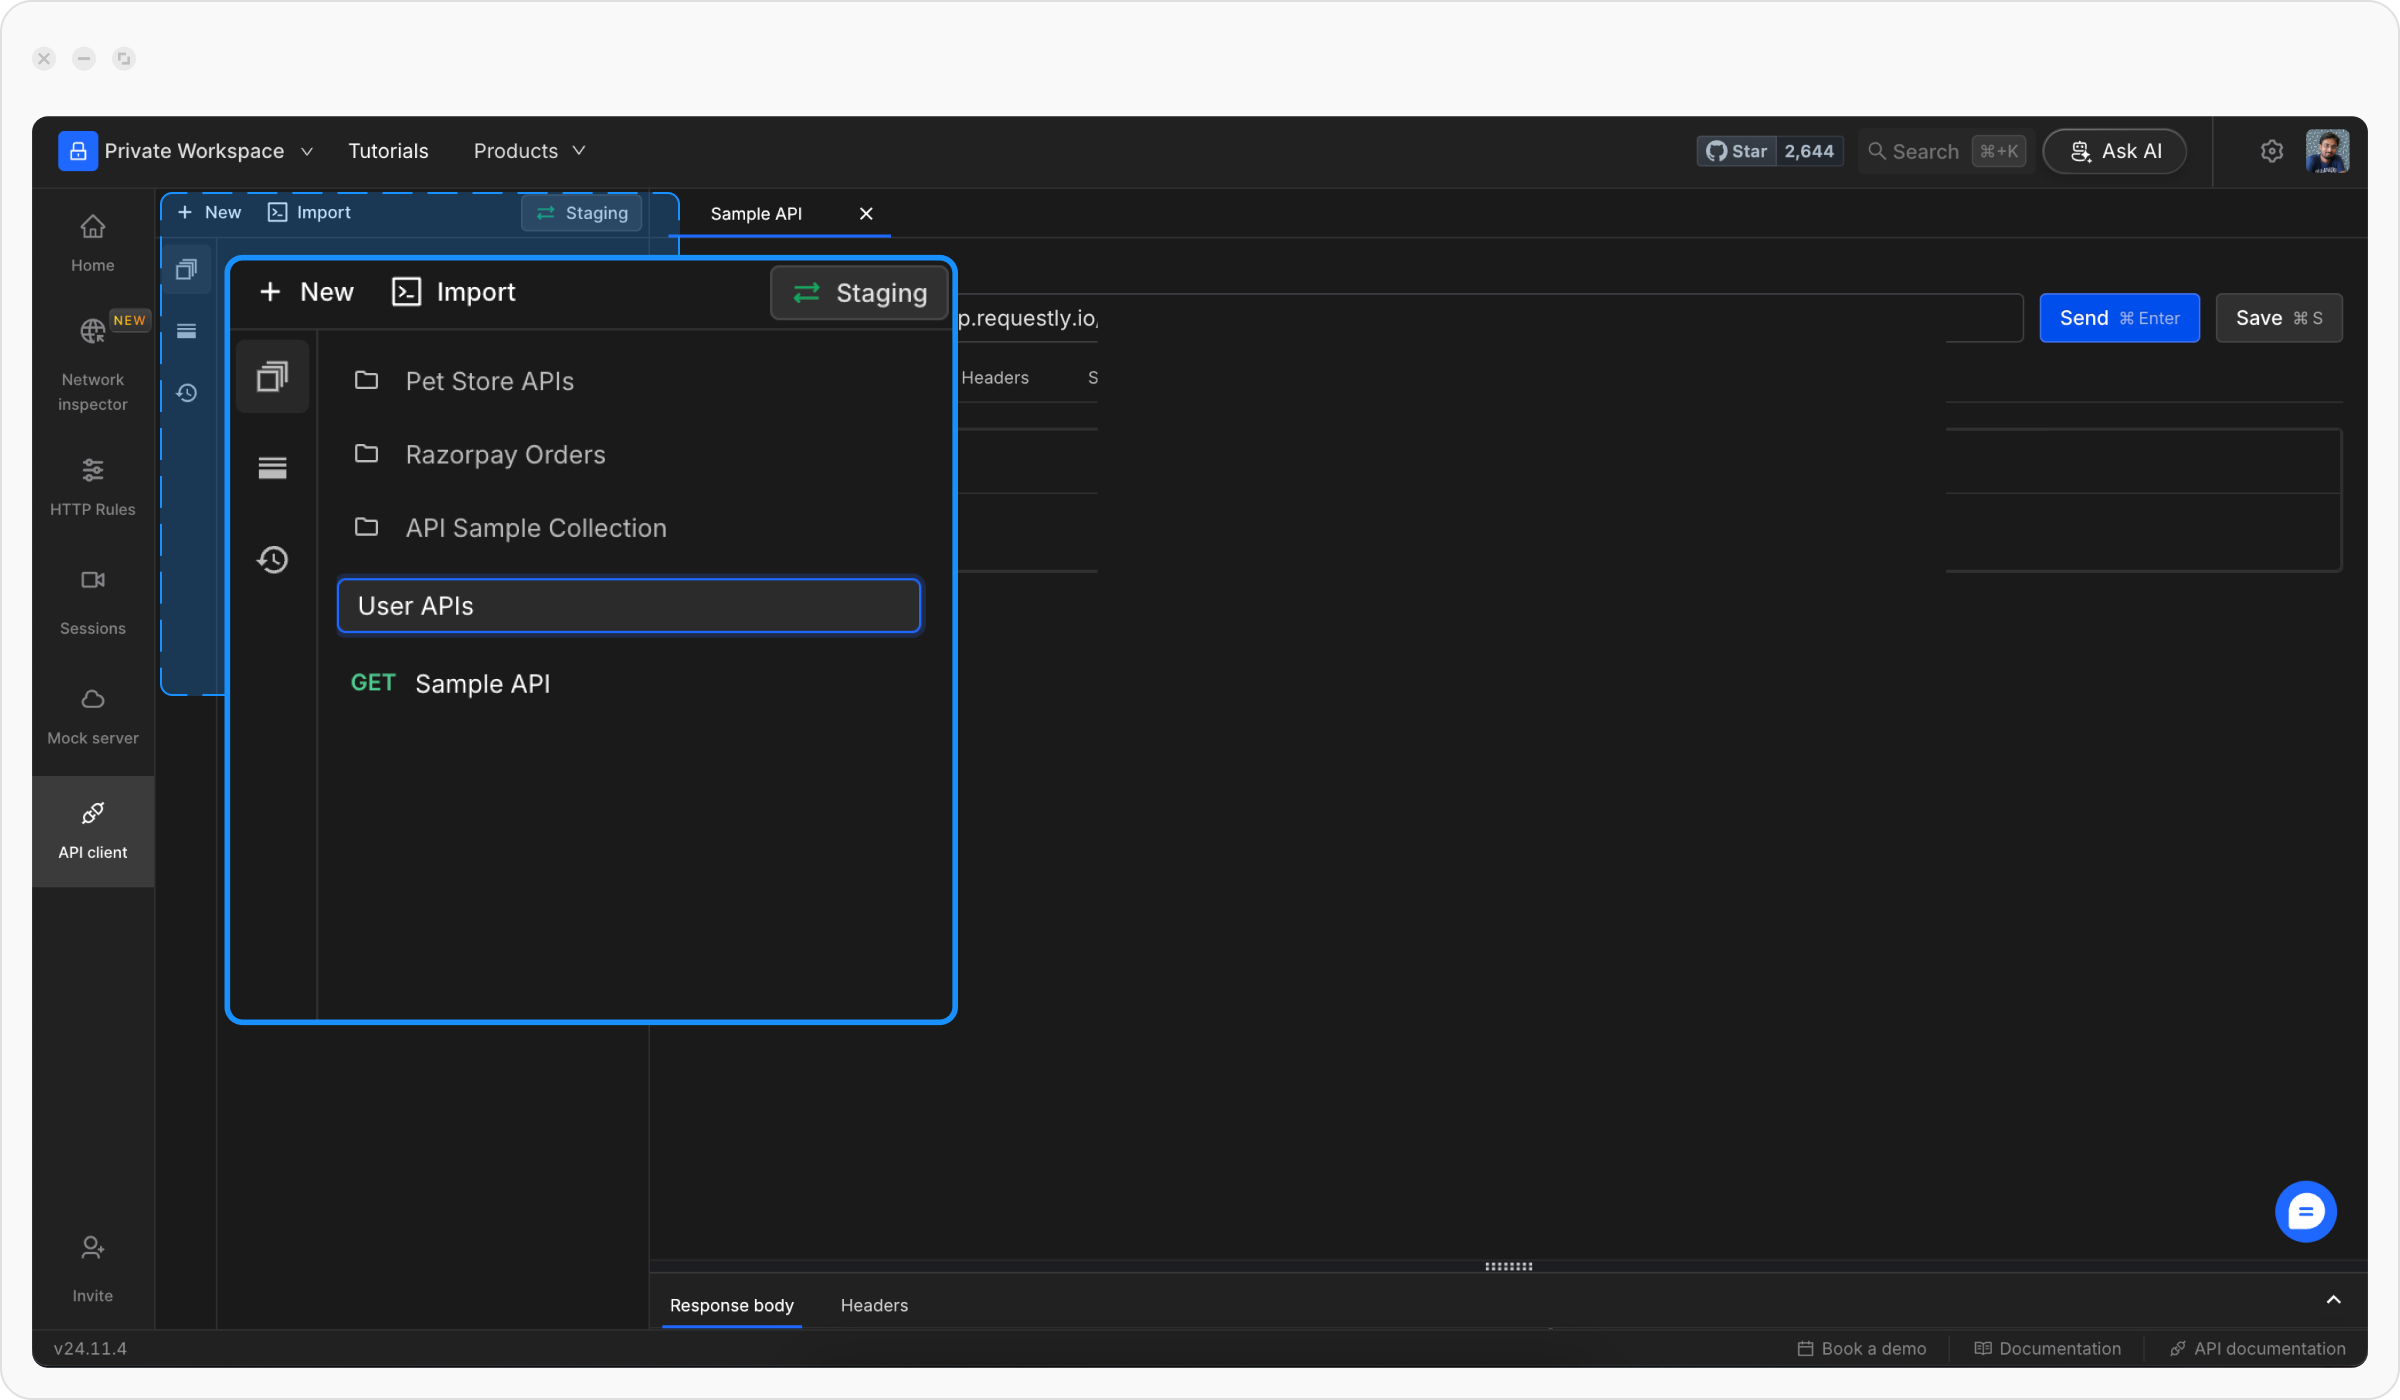 Private Workspace
Tutorials
Products
Star 2,644
Search ⌘+K
Ask AI
Home
NEW
Network
inspector
HTTP Rules
Sessions
Mock server
API client
Invite
+ New
Import
Staging
Sample API
+ New
Import
Staging
Pet Store APIs
Razorpay Orders
API Sample Collection
User APIs
GET Sample API
p.requestly.io/
Send ⌘ Enter
Save ⌘ S
Headers
S
Response body
Headers
v24.11.4
Book a demo
Documentation
API documentation